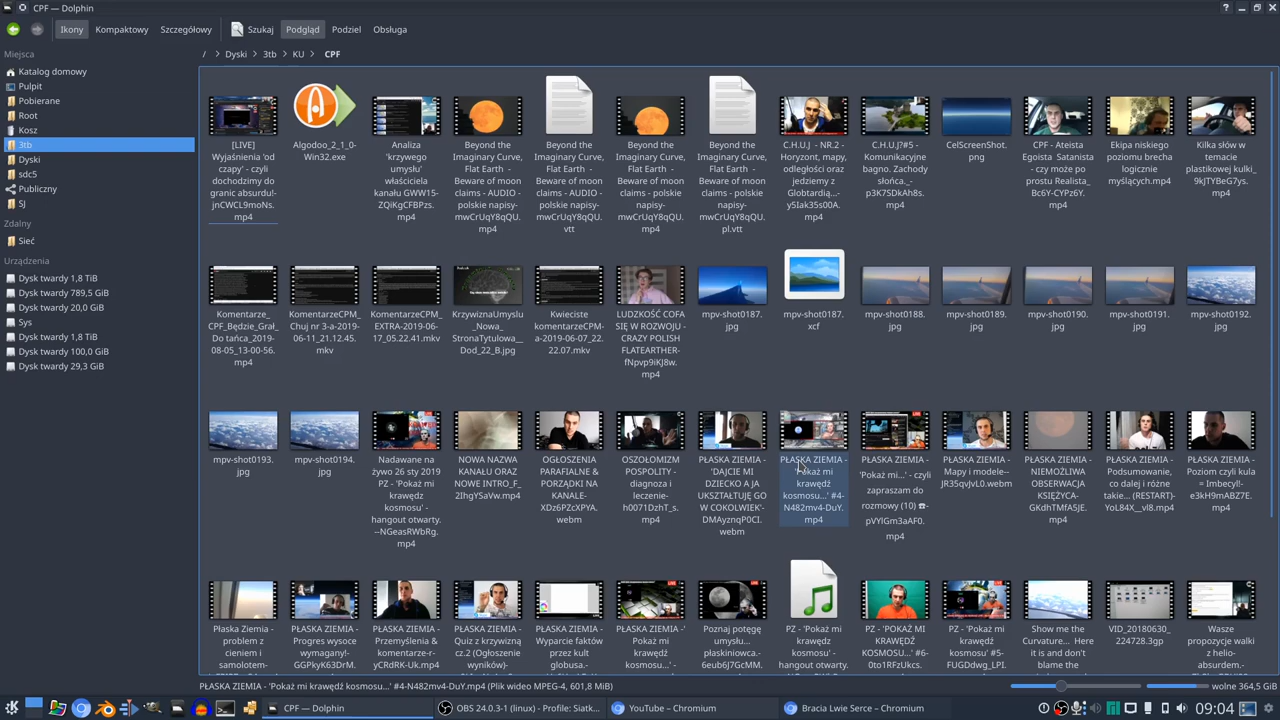 CPF — Dolphin
Ikony Kompaktowy Szczegółowy Szukaj Podgląd Podziel Obsługa
Miejsca
Katalog domowy
Pulpit
Pobierane
Root
Kosz
3tb
Dyski
sdc5
Publiczny
SJ
Zdalny
Sieć
Urządzenia
Dysk twardy 1,8 TiB
Dysk twardy 789,5 GiB
Dysk twardy 20,0 GiB
Sys
Dysk twardy 1,8 TiB
Dysk twardy 100,0 GiB
Dysk twardy 29,3 GiB
/ > Dyski > 3tb > KU > CPF
[LIVE]
Wyjaśnienia 'od
czapy' - czyli
dochodzimy do
granic absurdu!-
jnCWCL9moNs.
mp4
Algodoo_2_1_0-
Win32.exe
Analiza
'krzywego
umysłu'
właściciela
kanału GWW15-
ZQiKgCFBPzs.
mp4
Beyond the
Imaginary Curve,
Flat Earth -
Beware of moon
claims - AUDIO -
polskie napisy-
mwCrUqY8qQU.
mp4
Beyond the
Imaginary Curve,
Flat Earth -
Beware of moon
claims - AUDIO -
polskie napisy-
mwCrUqY8qQU.
vtt
Beyond the
Imaginary Curve,
Flat Earth -
Beware of moon
claims - polskie
napisy-
mwCrUqY8qQU.
mp4
Beyond the
Imaginary Curve,
Flat Earth -
Beware of moon
claims - polskie
napisy-
mwCrUqY8qQU.
pl.vtt
C.H.U.J - NR.2 -
Horyzont, mapy,
odległości oraz
jedziemy z
Globtardią...-
y5Iak35s00A.
mp4
C.H.U.J?#5 -
Komunikacyjne
bagno. Zachody
słońca._-
p3K7SDkAh8s.
mp4
CelScreenShot.
png
CPF - Ateista
Egoista Satanista
- czy może po
prostu Realista_
Bc6Y-CYPz6Y.
mp4
Ekipa niskiego
poziomu brecha
logicznie
myślących.mp4
Kilka słów w
temacie
plastikowej kulki_
_9kJTYBeG7ys.
mp4
Komentarze_
CPF_Będzie_Grał_
Do tańca_2019-
08-05_13-00-56.
mp4
KomentarzeCPM_
Chuj nr 3-a-2019-
06-11_21.12.45.
mkv
KomentarzeCPM_
EXTRA-2019-06-
17_05.22.41.mkv
KrzywiznaUmyslu
_Nowa_
StronaTytulowa__
Dod_22_B.jpg
Kwieciste
komentarzeCPM-
a-2019-06-07_22.
22.07.mkv
LUDZKOŚĆ COFA
SIĘ W ROZWOJU -
CRAZY POLISH
FLATEARTHER-
fNpvp9iKJ8w.
mp4
mpv-shot0187.
jpg
mpv-shot0187.
xcf
mpv-shot0188.
jpg
mpv-shot0189.
jpg
mpv-shot0190.
jpg
mpv-shot0191.
jpg
mpv-shot0192.
jpg
mpv-shot0193.
jpg
mpv-shot0194.
jpg
Nadawane na
żywo 26 sty 2019
PZ - 'Pokaż mi
krawędź
kosmosu' -
hangout otwarty.
--NGeasRWbRg.
mp4
NOWA NAZWA
KANAŁU ORAZ
NOWE INTRO_F_
2IhgYSaVw.mp4
OGŁOSZENIA
PARAFIALNE &
PORZĄDKI NA
KANALE-
XDz6PZcXPYA.
webm
OSZOŁOMIZM
POSPOLITY -
diagnoza i
leczenie-
h0071DzhT_s.
mp4
PŁASKA ZIEMIA -
'DAJCIE MI
DZIECKO A JA
UKSZTAŁTUJĘ GO
W COKOLWIEK'-
DMAyznqP0CI.
webm
PŁASKA ZIEMIA -
'Pokaż mi
krawędź
kosmosu...' #4-
N482mv4-DuY.
mp4
PŁASKA ZIEMIA -
'Pokaż mi...' - czyli
zapraszam do
rozmowy (10) ☎-
pVYlGm3aAF0.
mp4
PŁASKA ZIEMIA -
Mapy i modele--
JR35qvJvL0.webm
PŁASKA ZIEMIA -
NIEMOŻLIWA
OBSERWACJA
KSIĘŻYCA-
GKdhTMfA5JE.
mp4
PŁASKA ZIEMIA -
Podsumowanie,
co dalej i różne
takie... (RESTART)-
YoL84X__vl8.mp4
PŁASKA ZIEMIA -
Poziom czyli kula
= Imbecyl!-
e3kH9mABZ7E.
mp4
Płaska Ziemia -
problem z
cieniem i
samolotem-
PŁASKA ZIEMIA -
Progres wysoce
wymagany!-
GGPkyK63DrM.
PŁASKA ZIEMIA -
Przemyślenia &
komentarze-r-
yCRdRK-Uk.mp4
PŁASKA ZIEMIA -
Quiz z krzywizną
cz.2 (Ogłoszenie
wyników)-
PŁASKA ZIEMIA -
Wyparcie faktów
przez kult
globusa.-
PŁASKA ZIEMIA -'
Pokaż mi
krawędź
kosmosu...' -
Poznaj potęgę
umysłu...
płaskiniowca.-
6eub6J7GcMM.
PZ - 'Pokaż mi
krawędź
kosmosu' -
hangout otwarty.
PZ - 'POKAŻ MI
KRAWĘDŹ
KOSMOSU...' #6-
0to1RFzUkcs.
PZ - 'Pokaż mi
krawędź
kosmosu...' #5-
FUGDdwg_LPI.
Show me the
Curvature... Here
it is and don't
blame the
VID_20180630_
224728.3gp
Wasze
propozycje walki
z helio-
absurdem.-
PŁASKA ZIEMIA - 'Pokaż mi krawędź kosmosu...' #4-N482mv4-DuY.mp4 (Plik wideo MPEG-4, 601,8 MiB)
wolne 364,5 GiB
CPF — Dolphin
OBS 24.0.3-1 (linux) - Profile: Siatk...
YouTube – Chromium
Bracia Lwie Serce – Chromium
09:04